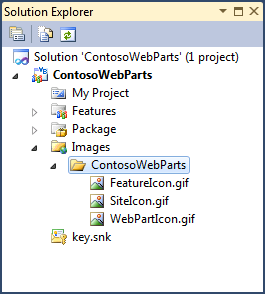 Solution Explorer
Solution 'ContosoWebParts' (1 project)
ContosoWebParts
My Project
Features
Package
Images
ContosoWebParts
FeatureIcon.gif
SiteIcon.gif
WebPartIcon.gif
key.snk